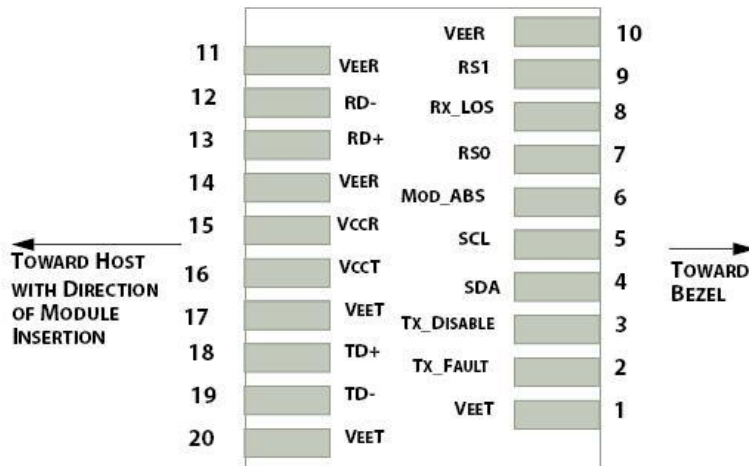 11 VEER
12 RD-
13 RD+
14 VEER
15 VCCR
16 VCCT
17 VEET
18 TD+
19 TD-
20 VEET
TOWARD HOST
WITH DIRECTION
OF MODULE
INSERTION
VEER 10
RS1 9
RX_LOS 8
RS0 7
MOD_ABS 6
SCL 5
SDA 4
TX_DISABLE 3
TX_FAULT 2
VEET 1
TOWARD
BEZEL